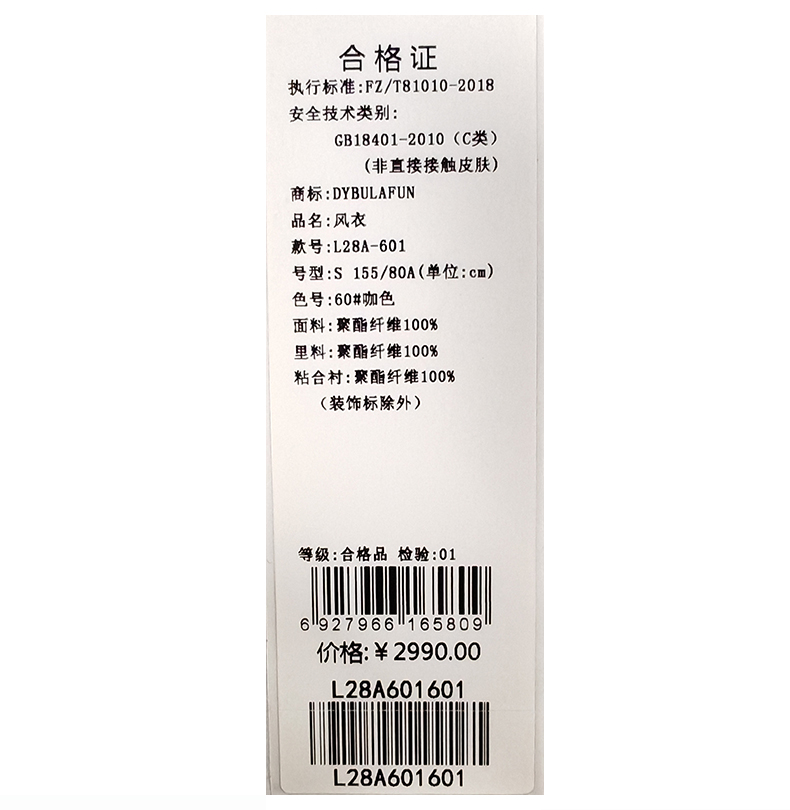 合格证
执行标准:FZ/T81010-2018
安全技术类别:
GB18401-2010（C类）
(非直接接触皮肤)
商标:DYBULAFUN
品名:风衣
款号:L28A-601
号型:S 155/80A(单位:cm)
色号:60#咖色
面料:聚酯纤维100%
里料:聚酯纤维100%
粘合衬:聚酯纤维100%
（装饰标除外）
等级:合格品 检验:01
6 927966 165809
价格:¥2990.00
L28A601601
L28A601601